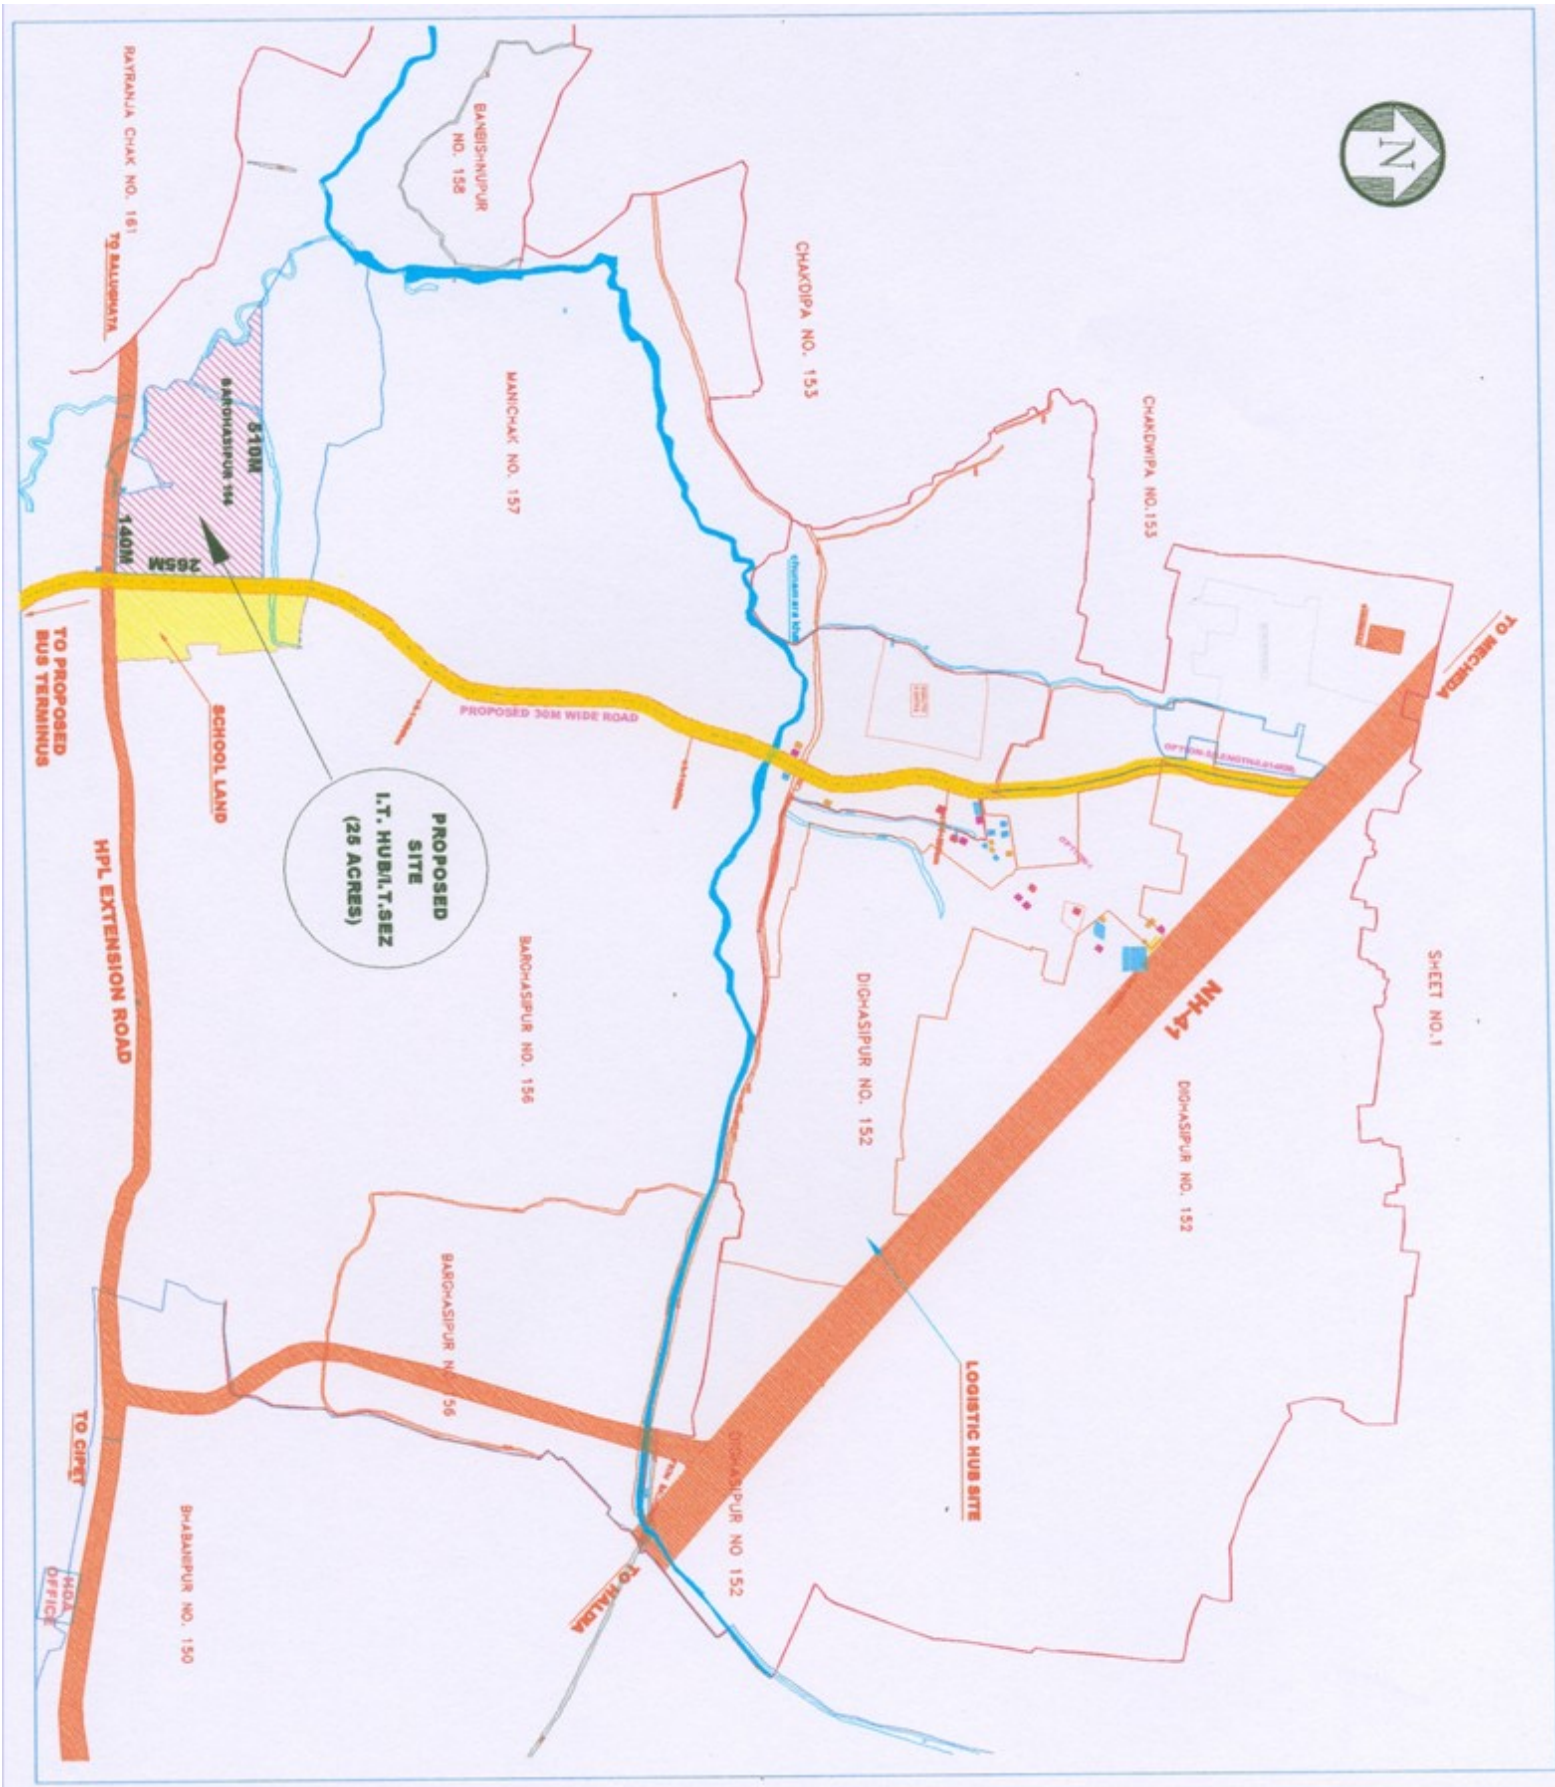 N
RAYRANJA CHAK NO. 161
TO BALUGHATA
BANBISHNUPUR
NO. 158
CHAKDIPA NO. 153
CHAKDWIPA NO.153
MANICHAK NO. 157
BARGHASIPUR 156
510M
140M
265M
chunamara khal
TO MECHEDA
PROPOSED 30M WIDE ROAD
TO PROPOSED
BUS TERMINUS
SCHOOL LAND
PROPOSED
SITE
I.T. HUB/I.T.SEZ
(25 ACRES)
HPL EXTENSION ROAD
BARGHASIPUR NO. 156
DIGHASIPUR NO. 152
NH-41
SHEET NO.1
DIGHASIPUR NO. 152
BARGHASIPUR NO. 156
LOGISTIC HUB SITE
DIGHASIPUR NO 152
TO HALDIA
TO CIPET
BHABANIPUR NO. 150
HDA
OFFICE